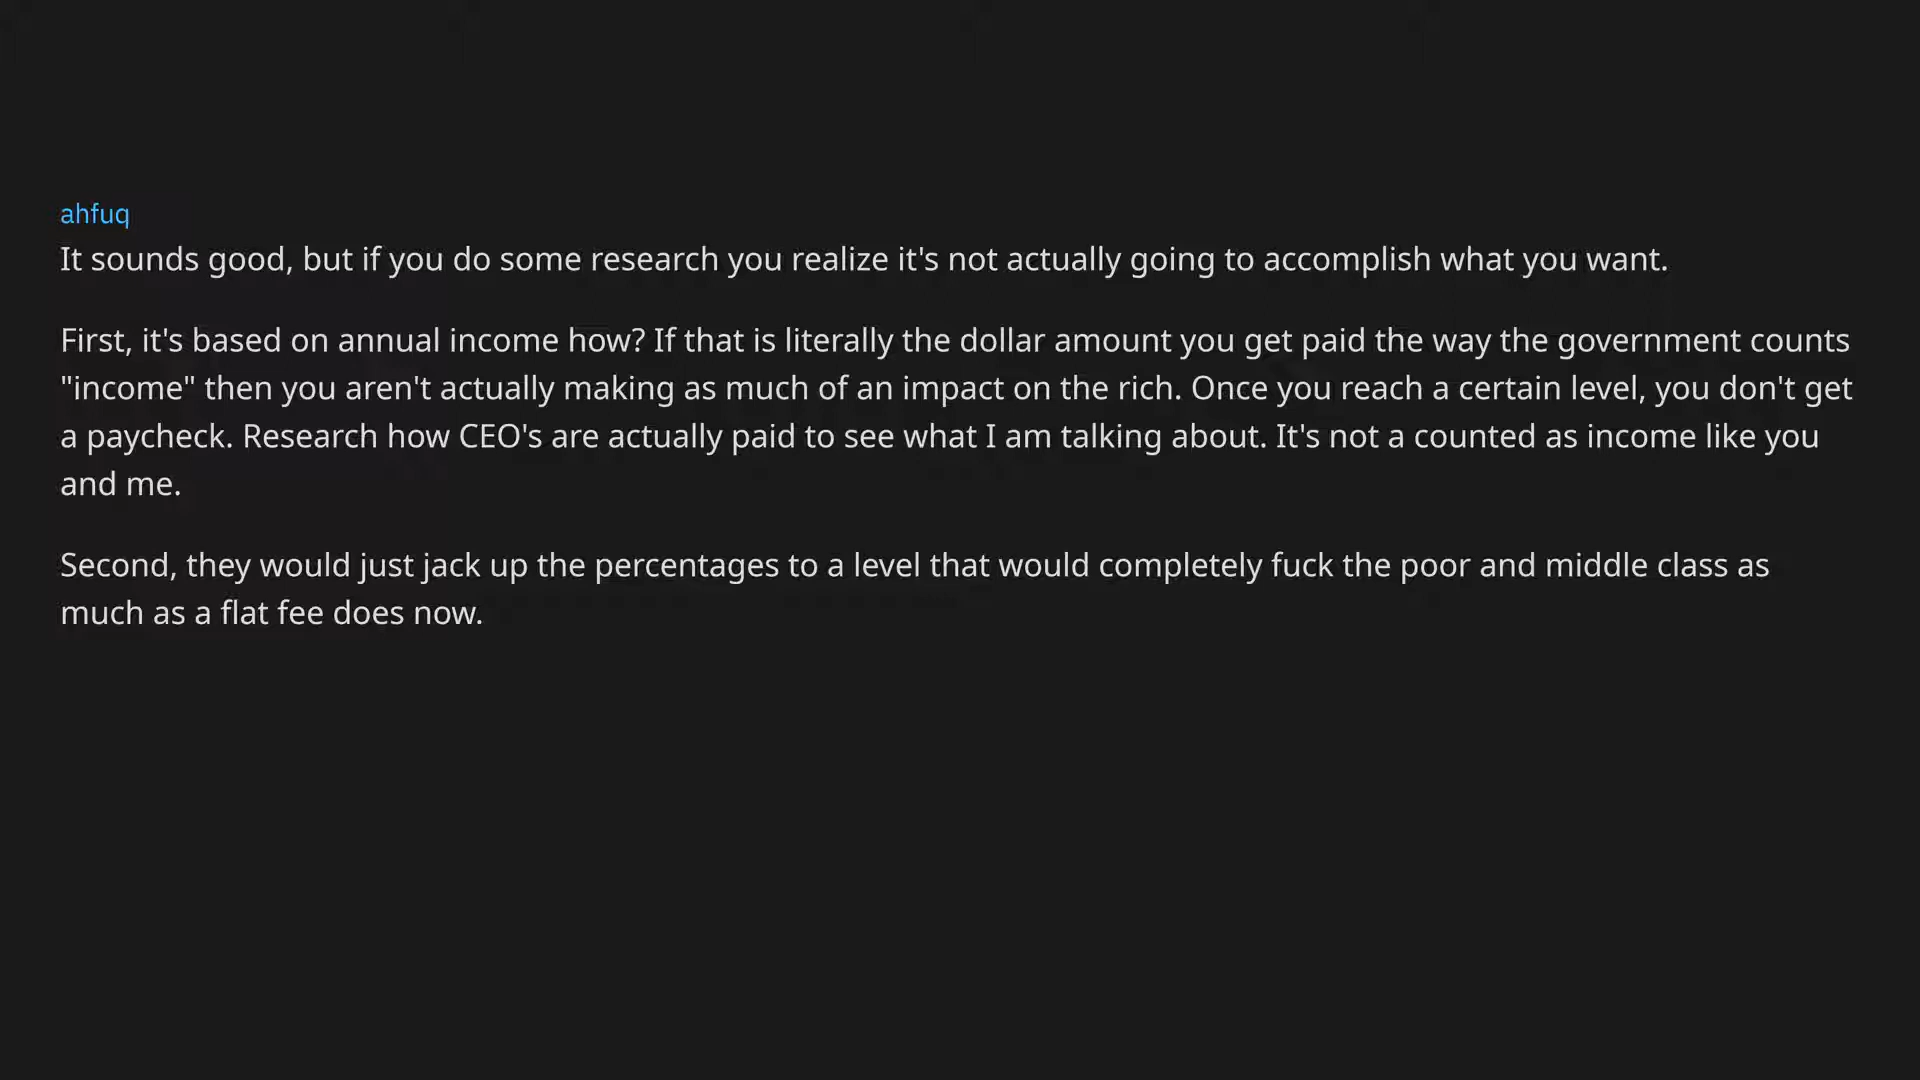 ahfuq
It sounds good, but if you do some research you realize it's not actually going to accomplish what you want.
First, it's based on annual income how? If that is literally the dollar amount you get paid the way the government counts
"income" then you aren't actually making as much of an impact on the rich. Once you reach a certain level, you don't get
a paycheck. Research how CEO's are actually paid to see what I am talking about. It's not a counted as income like you
and me.
Second, they would just jack up the percentages to a level that would completely fuck the poor and middle class as
much as a flat fee does now.